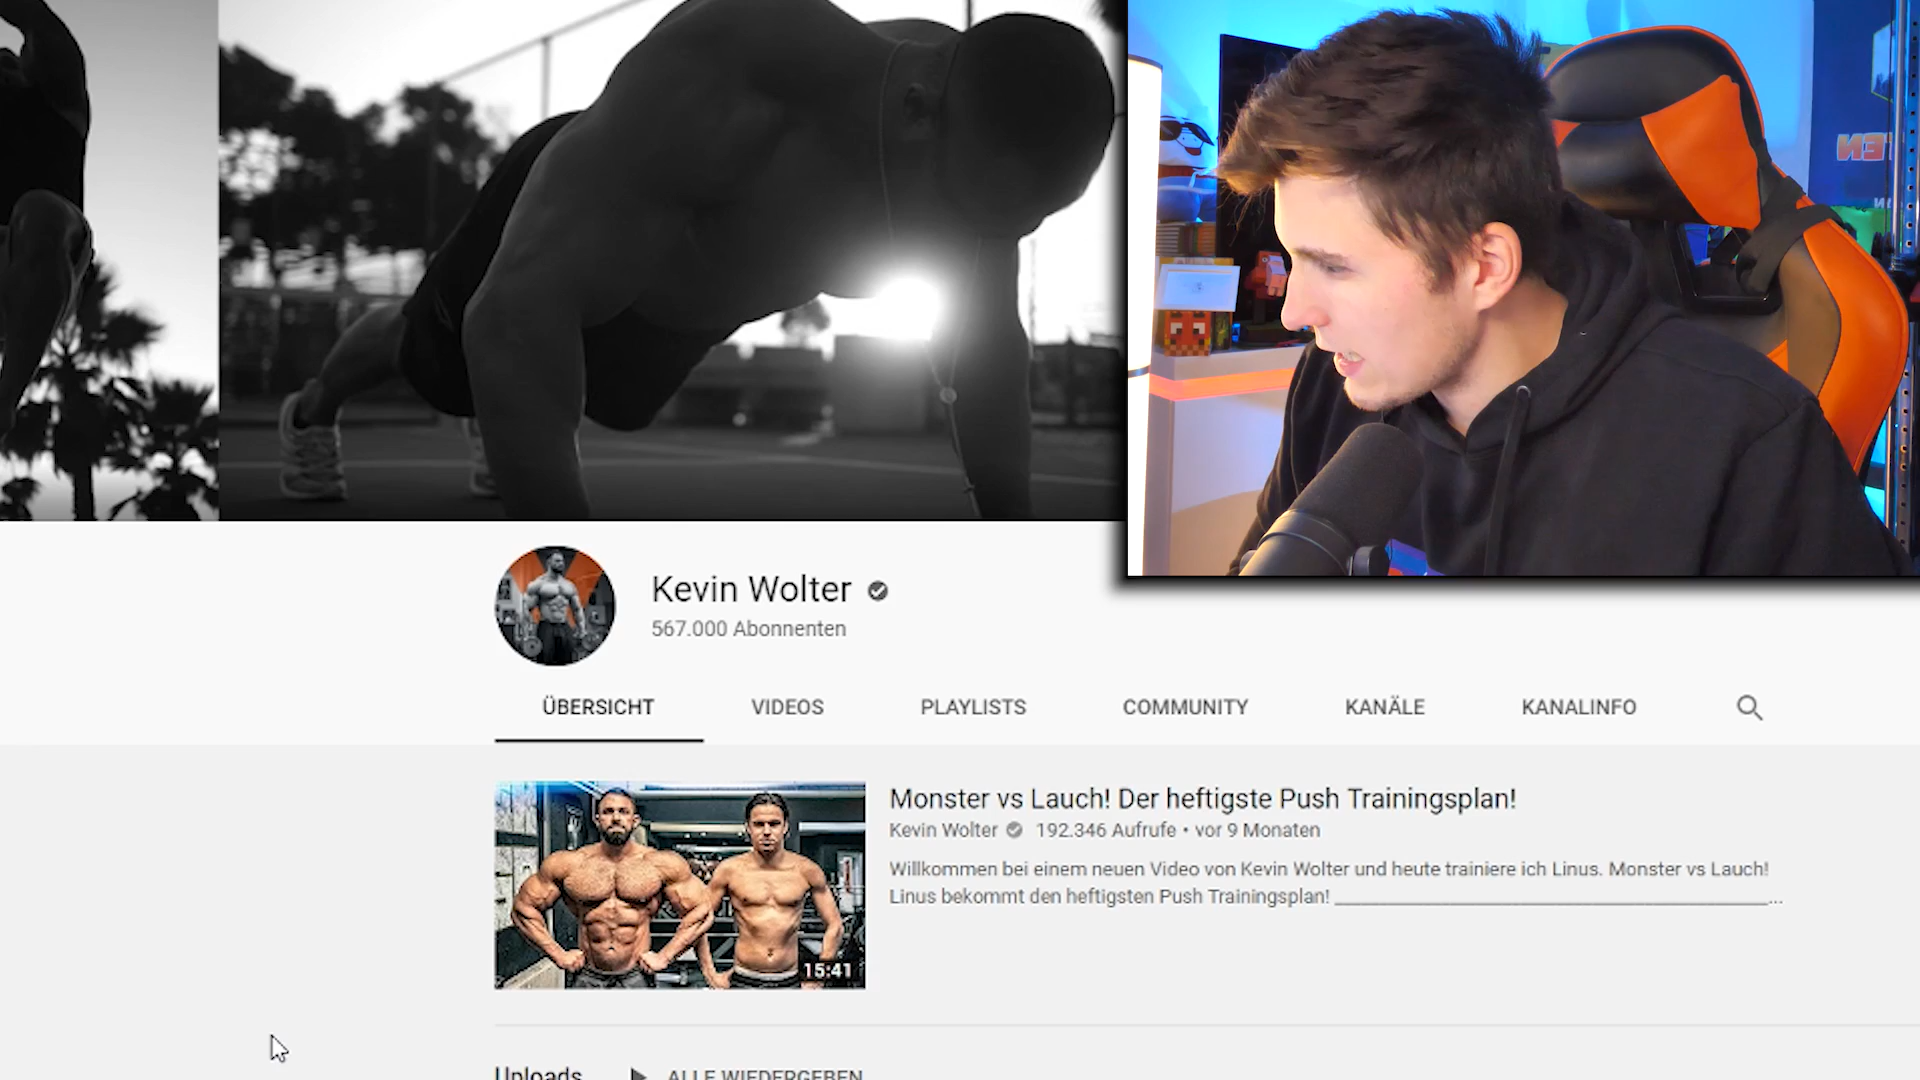 Kevin Wolter
567.000 Abonnenten
ÜBERSICHT VIDEOS PLAYLISTS COMMUNITY KANÄLE KANALINFO
Monster vs Lauch! Der heftigste Push Trainingsplan!
Kevin Wolter 192.346 Aufrufe • vor 9 Monaten
Willkommen bei einem neuen Video von Kevin Wolter und heute trainiere ich Linus. Monster vs Lauch!
Linus bekommt den heftigsten Push Trainingsplan! ________________________________________...
15:41
Uploads ALLE WIEDERGEBEN